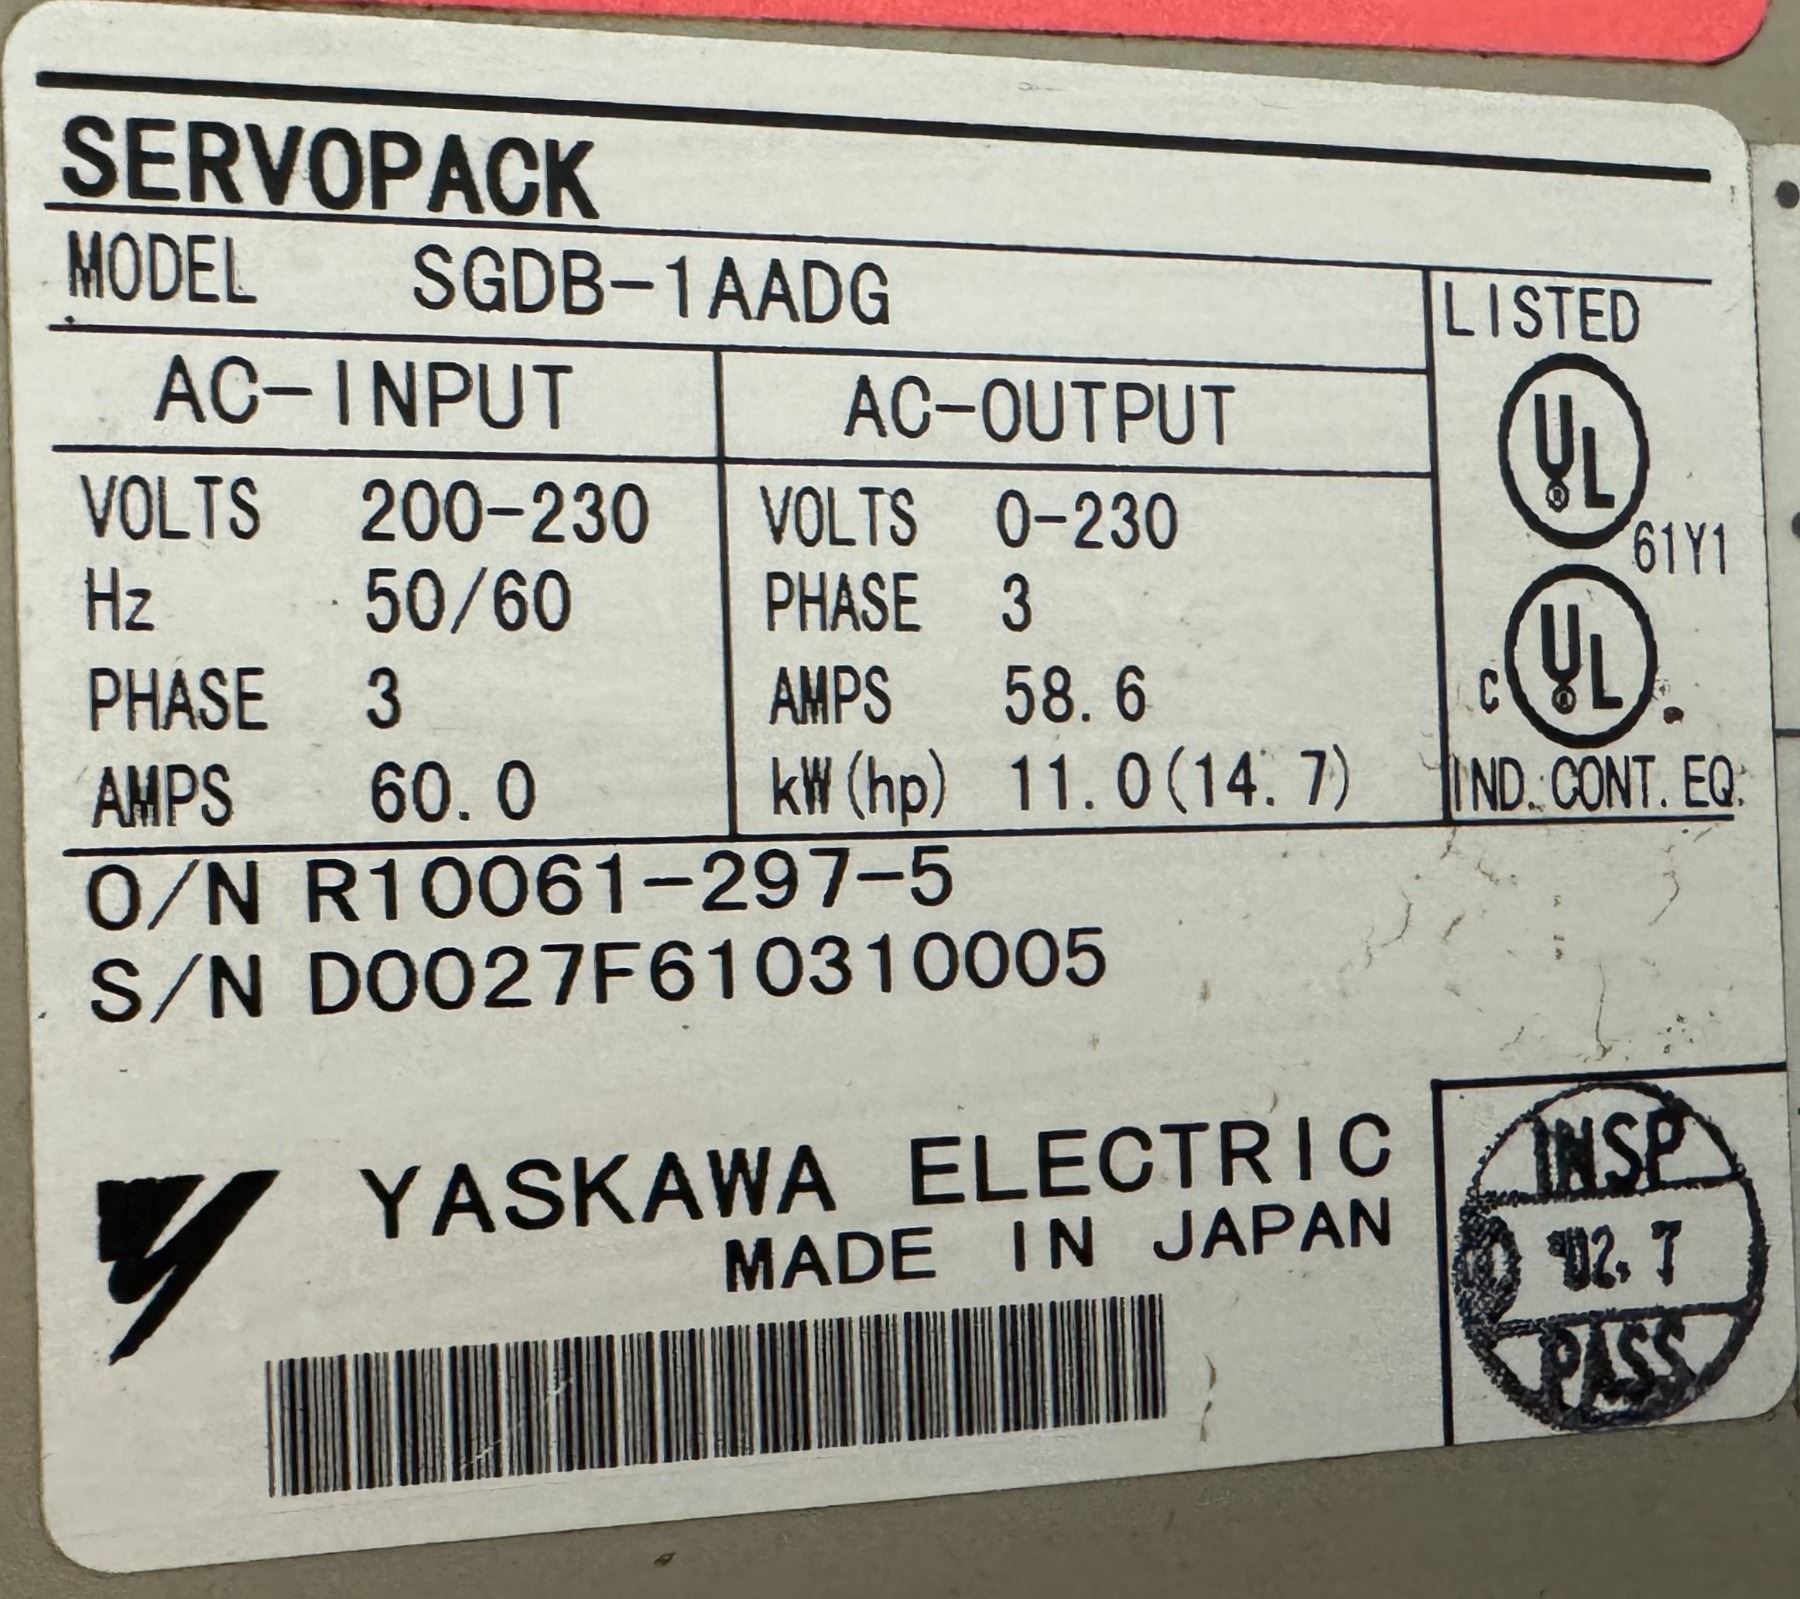 SERVOPACK
MODEL SGDB-1AADG
LISTED
AC-INPUT AC-OUTPUT
VOLTS 200-230 VOLTS 0-230
Hz 50/60 PHASE 3
PHASE 3 AMPS 58.6
AMPS 60.0 kW(hp) 11.0(14.7)
UL
®
61Y1
C UL
®
IND. CONT. EQ.
O/N R10061-297-5
S/N D0027F610310005
YASKAWA ELECTRIC
MADE IN JAPAN
INSP
'02.7
PASS